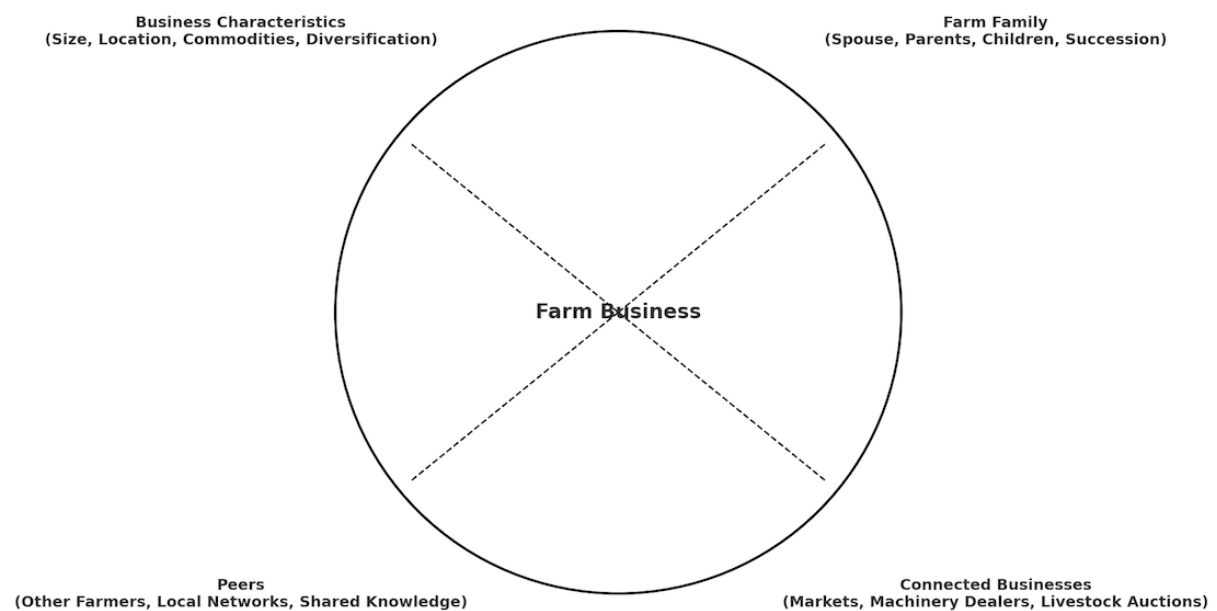 Business Characteristics
(Size, Location, Commodities, Diversification)
Farm Family
(Spouse, Parents, Children, Succession)
Farm Business
Peers
(Other Farmers, Local Networks, Shared Knowledge)
Connected Businesses
(Markets, Machinery Dealers, Livestock Auctions)